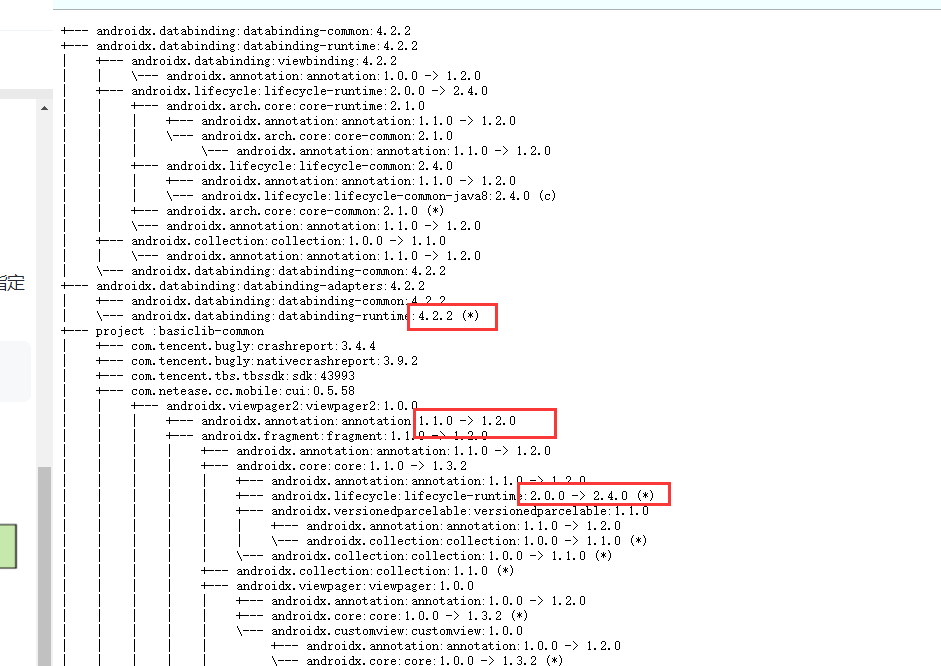 +--- androidx.databinding:databinding-common:4.2.2
+--- androidx.databinding:databinding-runtime:4.2.2
|    +--- androidx.databinding:viewbinding:4.2.2
|    |    \--- androidx.annotation:annotation:1.0.0 -> 1.2.0
|    +--- androidx.lifecycle:lifecycle-runtime:2.0.0 -> 2.4.0
|    |    +--- androidx.arch.core:core-runtime:2.1.0
|    |    |    +--- androidx.annotation:annotation:1.1.0 -> 1.2.0
|    |    |    \--- androidx.arch.core:core-common:2.1.0
|    |    |         \--- androidx.annotation:annotation:1.1.0 -> 1.2.0
|    |    +--- androidx.lifecycle:lifecycle-common:2.4.0
|    |    |    +--- androidx.annotation:annotation:1.1.0 -> 1.2.0
|    |    |    \--- androidx.lifecycle:lifecycle-common-java8:2.4.0 (c)
|    |    +--- androidx.arch.core:core-common:2.1.0 (*)
|    |    \--- androidx.annotation:annotation:1.1.0 -> 1.2.0
|    +--- androidx.collection:collection:1.0.0 -> 1.1.0
|    |    \--- androidx.annotation:annotation:1.1.0 -> 1.2.0
|    \--- androidx.databinding:databinding-common:4.2.2
指定
+--- androidx.databinding:databinding-adapters:4.2.2
|    +--- androidx.databinding:databinding-common:4.2.2
|    \--- androidx.databinding:databinding-runtime:4.2.2 (*)
+--- project :basiclib-common
|    +--- com.tencent.bugly:crashreport:3.4.4
|    +--- com.tencent.bugly:nativecrashreport:3.9.2
|    +--- com.tencent.tbs.tbssdk:sdk:43993
|    +--- com.netease.cc.mobile:cui:0.5.58
|    |    +--- androidx.viewpager2:viewpager2:1.0.0
|    |    |    +--- androidx.annotation:annotation:1.1.0 -> 1.2.0
|    |    |    +--- androidx.fragment:fragment:1.1.0 -> 1.2.0
|    |    |    |    +--- androidx.annotation:annotation:1.1.0 -> 1.2.0
|    |    |    |    +--- androidx.core:core:1.1.0 -> 1.3.2
|    |    |    |    |    +--- androidx.annotation:annotation:1.1.0 -> 1.2.0
|    |    |    |    |    +--- androidx.lifecycle:lifecycle-runtime:2.0.0 -> 2.4.0 (*)
|    |    |    |    |    +--- androidx.versionedparcelable:versionedparcelable:1.1.0
|    |    |    |    |    |    +--- androidx.annotation:annotation:1.1.0 -> 1.2.0
|    |    |    |    |    |    \--- androidx.collection:collection:1.0.0 -> 1.1.0 (*)
|    |    |    |    |    \--- androidx.collection:collection:1.0.0 -> 1.1.0 (*)
|    |    |    |    +--- androidx.collection:collection:1.1.0 (*)
|    |    |    |    +--- androidx.viewpager:viewpager:1.0.0
|    |    |    |    |    +--- androidx.annotation:annotation:1.0.0 -> 1.2.0
|    |    |    |    |    +--- androidx.core:core:1.0.0 -> 1.3.2 (*)
|    |    |    |    |    \--- androidx.customview:customview:1.0.0
|    |    |    |    |         +--- androidx.annotation:annotation:1.0.0 -> 1.2.0
|    |    |    |    |         \--- androidx.core:core:1.0.0 -> 1.3.2 (*)